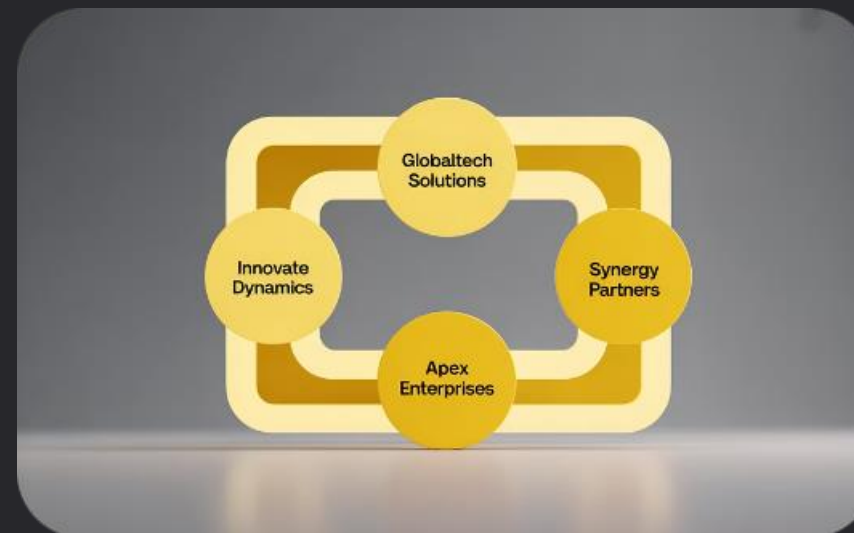 Globaltech
Solutions
Innovate
Dynamics
Synergy
Partners
Apex
Enterprises